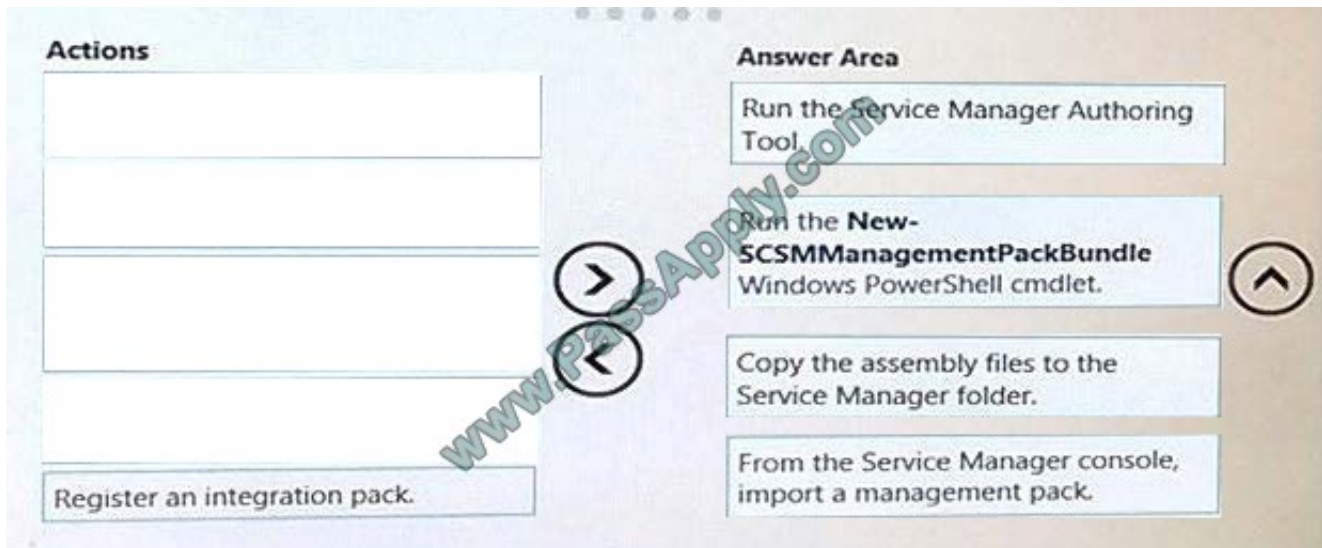 Actions
Answer Area
Run the Service Manager Authoring
Tool.
Run the New-
SCSMManagementPackBundle
Windows PowerShell cmdlet.
Copy the assembly files to the
Service Manager folder.
From the Service Manager console,
import a management pack.
Register an integration pack.
www.PassApply.com